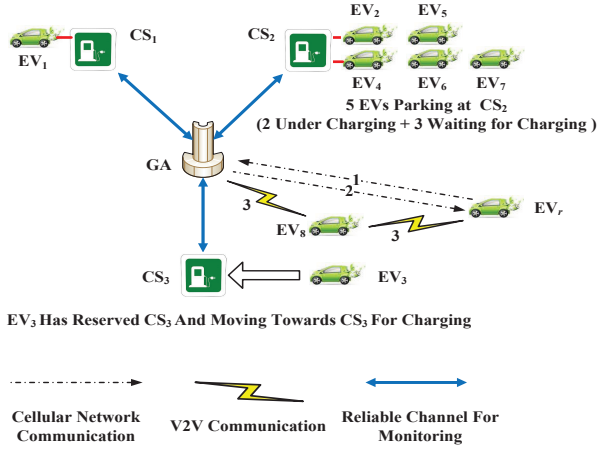 EV2 EV5
CS1 CS2
EV1
EV4 EV6 EV7
5 EVs Parking at CS2
(2 Under Charging + 3 Waiting for Charging )
GA
1
2
3
EVr
EV8
3
CS3 EV3
EV3 Has Reserved CS3 And Moving Towards CS3 For Charging
Cellular Network Communication
V2V Communication
Reliable Channel For Monitoring